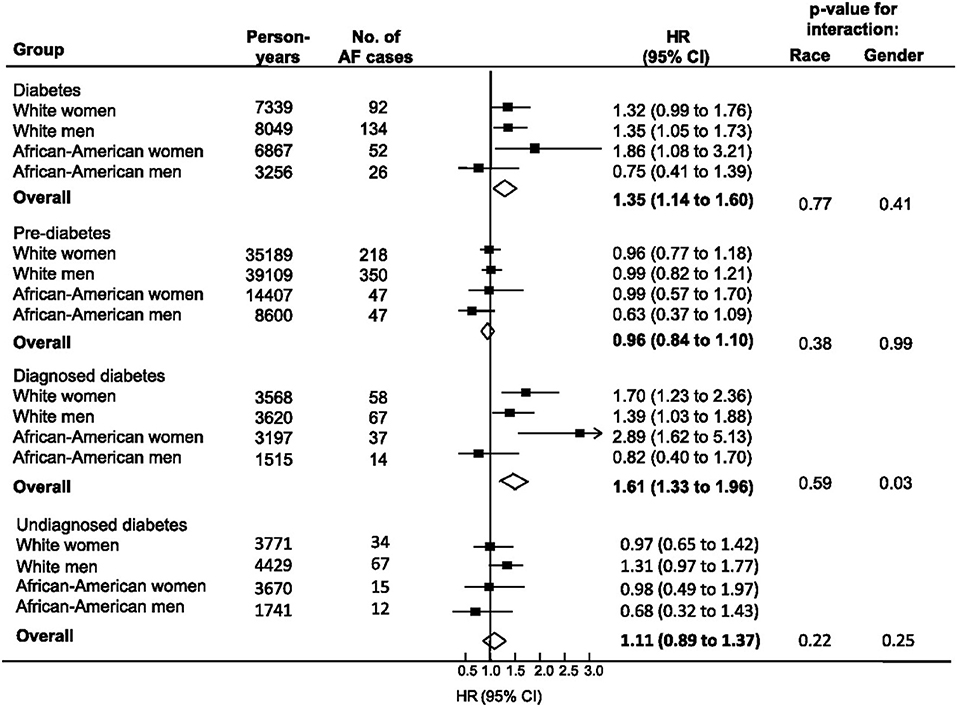 p-value for
Person- No. of HR interaction:
Group years AF cases (95% CI) Race Gender
Diabetes
White women 7339 92 1.32 (0.99 to 1.76)
White men 8049 134 1.35 (1.05 to 1.73)
African-American women 6867 52 1.86 (1.08 to 3.21)
African-American men 3256 26 0.75 (0.41 to 1.39)
Overall 1.35 (1.14 to 1.60) 0.77 0.41
Pre-diabetes
White women 35189 218 0.96 (0.77 to 1.18)
White men 39109 350 0.99 (0.82 to 1.21)
African-American women 14407 47 0.99 (0.57 to 1.70)
African-American men 8600 47 0.63 (0.37 to 1.09)
Overall 0.96 (0.84 to 1.10) 0.38 0.99
Diagnosed diabetes
White women 3568 58 1.70 (1.23 to 2.36)
White men 3620 67 1.39 (1.03 to 1.88)
African-American women 3197 37 2.89 (1.62 to 5.13)
African-American men 1515 14 0.82 (0.40 to 1.70)
Overall 1.61 (1.33 to 1.96) 0.59 0.03
Undiagnosed diabetes
White women 3771 34 0.97 (0.65 to 1.42)
White men 4429 67 1.31 (0.97 to 1.77)
African-American women 3670 15 0.98 (0.49 to 1.97)
African-American men 1741 12 0.68 (0.32 to 1.43)
Overall 1.11 (0.89 to 1.37) 0.22 0.25
0.5 1.0 1.5 2.0 2.5 3.0
HR (95% CI)